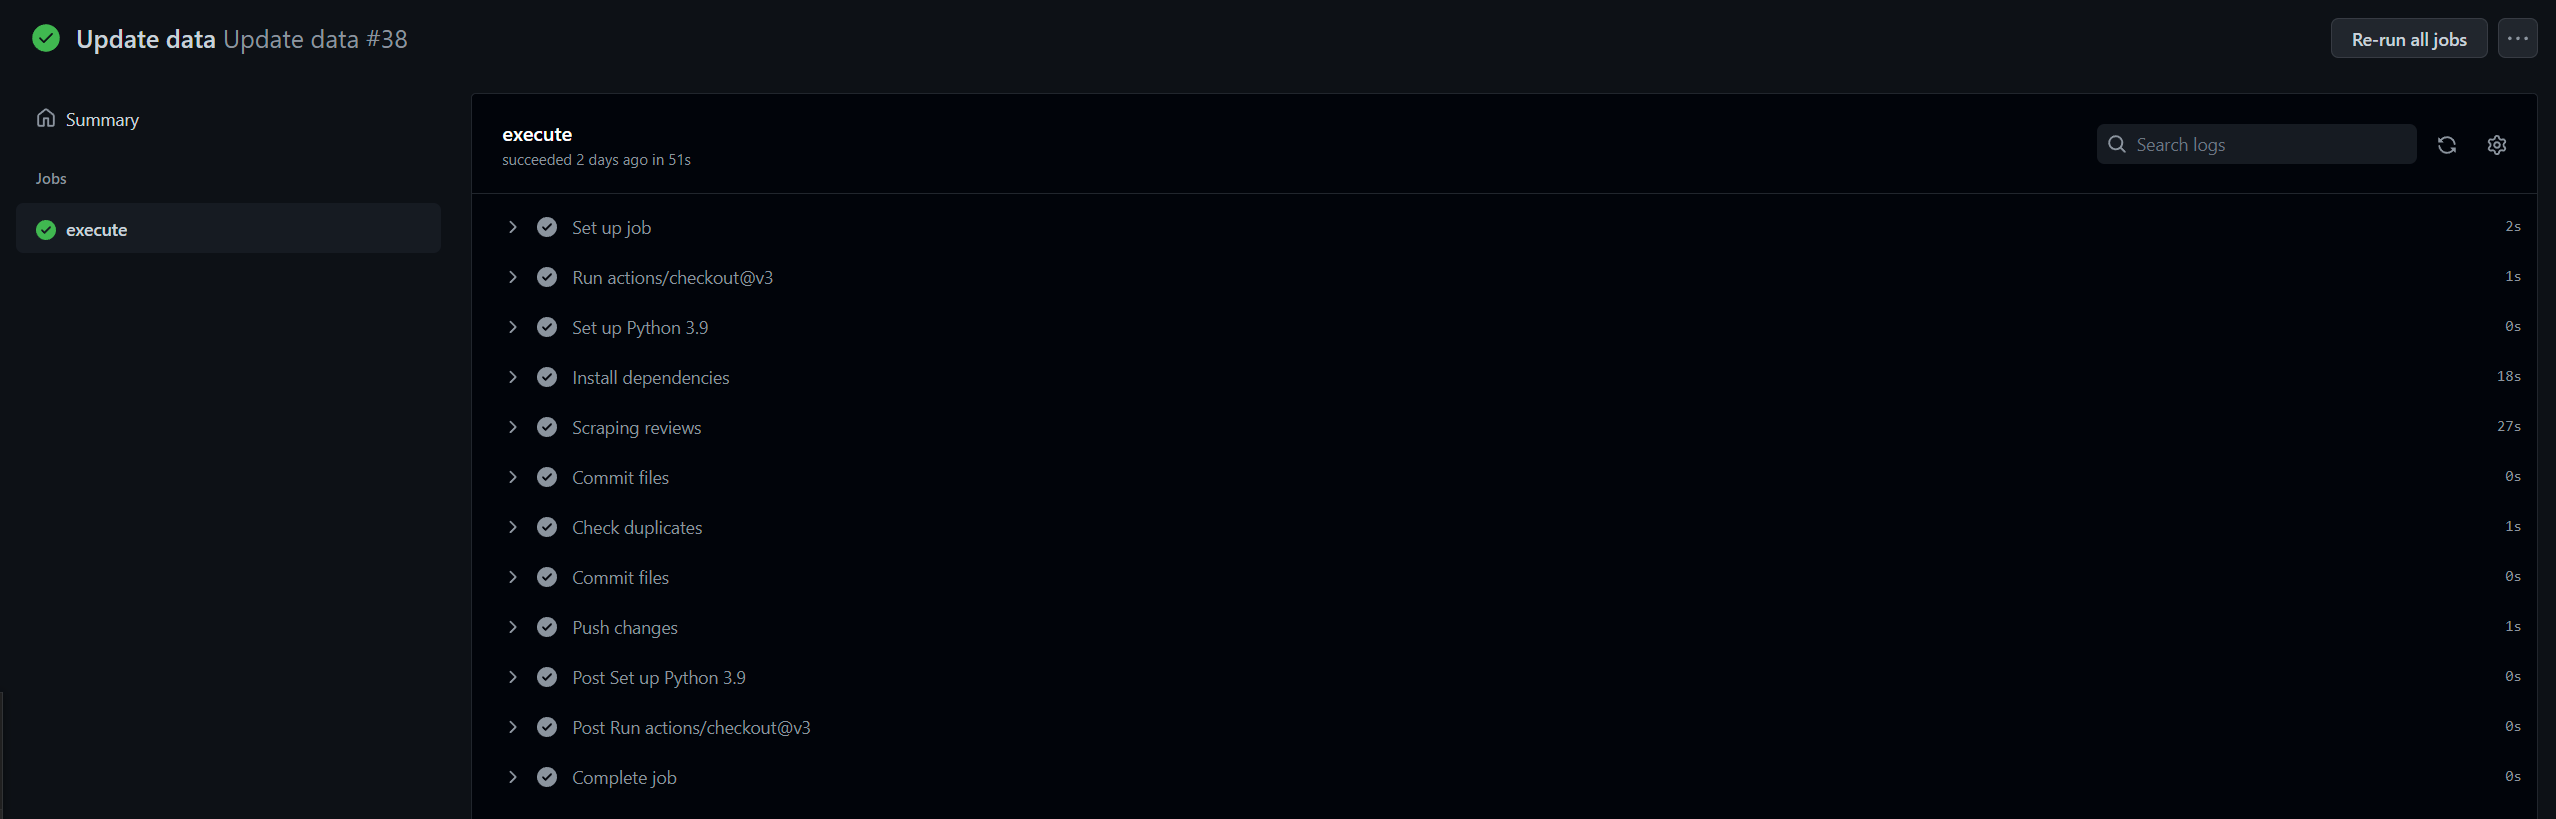 Update data Update data #38
Re-run all jobs
Summary
Jobs
execute
execute
succeeded 2 days ago in 51s
Search logs
Set up job 2s
Run actions/checkout@v3 1s
Set up Python 3.9 0s
Install dependencies 18s
Scraping reviews 27s
Commit files 0s
Check duplicates 1s
Commit files 0s
Push changes 1s
Post Set up Python 3.9 0s
Post Run actions/checkout@v3 0s
Complete job 0s